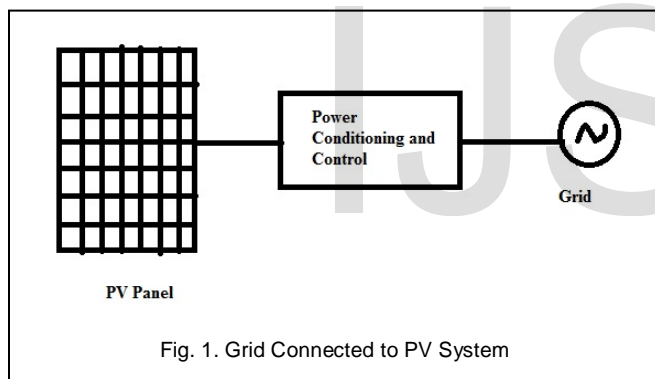 IJS
Power
Conditioning and
Control
Grid
PV Panel
Fig. 1. Grid Connected to PV System